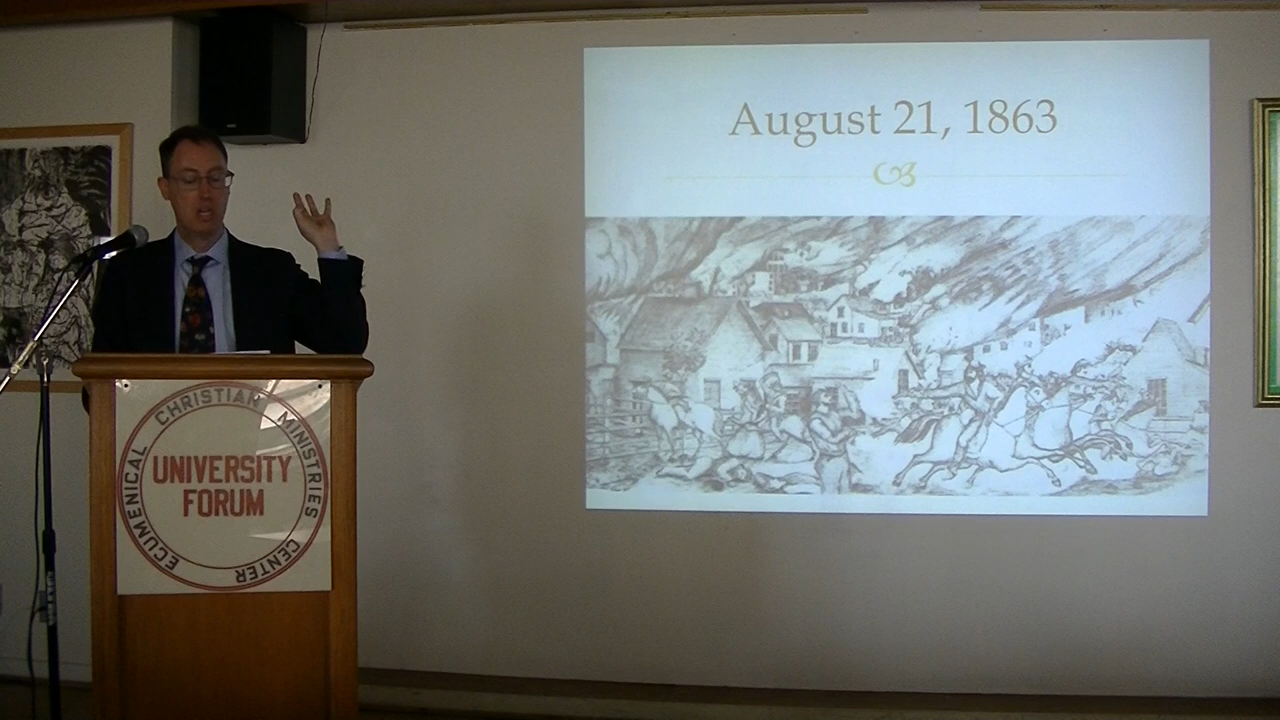 August 21, 1863
ECUMENICAL CHRISTIAN MINISTRIES CENTER
UNIVERSITY
FORUM